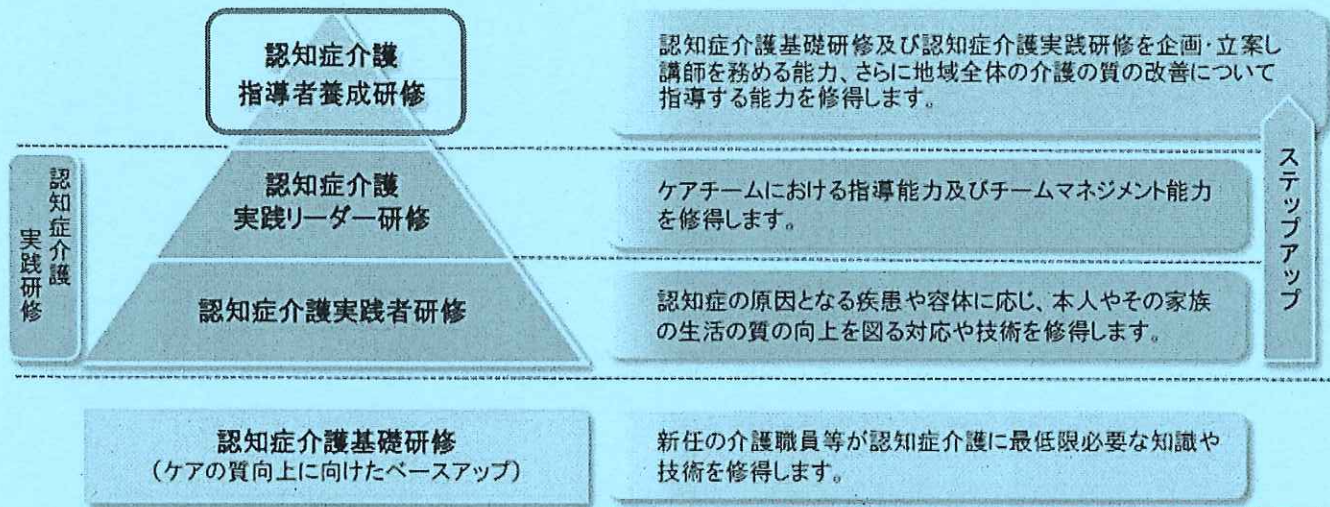 認知症介護
指導者養成研修
認知症介護基礎研修及び認知症介護実践研修を企画・立案し
講師を務める能力、さらに地域全体の介護の質の改善について
指導する能力を修得します。
認知症介護
実践研修
認知症介護
実践リーダー研修
ケアチームにおける指導能力及びチームマネジメント能力
を修得します。
ステップアップ
認知症介護実践者研修
認知症の原因となる疾患や容体に応じ、本人やその家族
の生活の質の向上を図る対応や技術を修得します。
認知症介護基礎研修
（ケアの質向上に向けたベースアップ）
新任の介護職員等が認知症介護に最低限必要な知識や
技術を修得します。